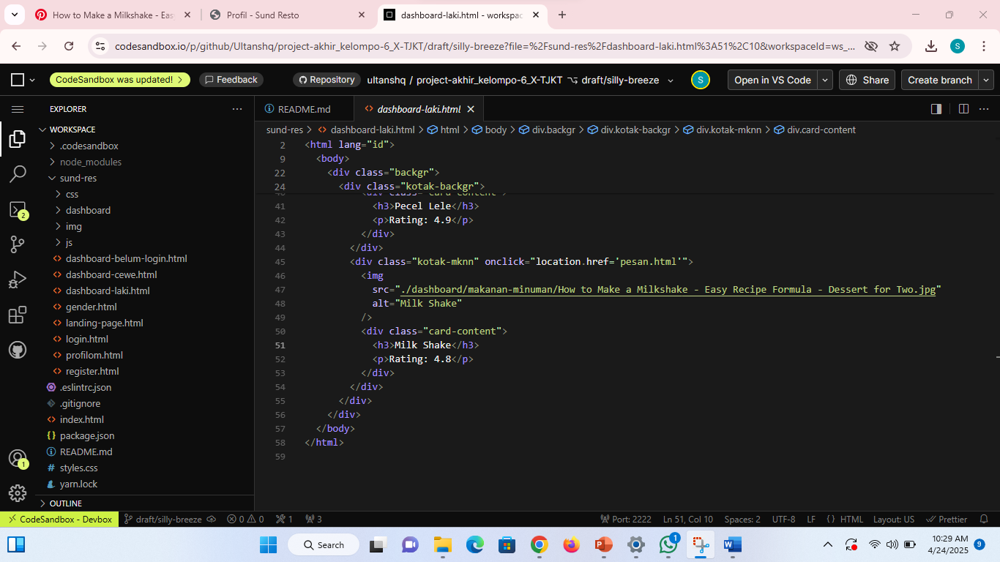 How to Make a Milkshake - Eas
Profil - Sund Resto
dashboard-laki.html - workspac
codesandbox.io/p/github/Ultanshq/project-akhir_kelompo-6_X-TJKT/draft/silly-breeze?file=%2Fsund-res%2Fdashboard-laki.html%3A51%2C10&workspaceId=ws_...
S
CodeSandbox was updated!
Feedback
Repository
ultanshq / project-akhir_kelompo-6_X-TJKT
draft/silly-breeze
S
Open in VS Code
Share
Create branch
EXPLORER
WORKSPACE
.codesandbox
node_modules
sund-res
css
dashboard
img
js
dashboard-belum-login.html
dashboard-cewe.html
dashboard-laki.html
gender.html
landing-page.html
login.html
profilom.html
register.html
.eslintrc.json
.gitignore
index.html
package.json
README.md
styles.css
yarn.lock
OUTLINE
2
1
README.md
dashboard-laki.html
sund-res > dashboard-laki.html > html > body > div.backgr > div.kotak-backgr > div.kotak-mknn > div.card-content
2 <html lang="id">
9 <body>
22 <div class="backgr">
24 <div class="kotak-backgr">
40 <div class="card-content">
41 <h3>Pecel Lele</h3>
42 <p>Rating: 4.9</p>
43 </div>
44 </div>
45 <div class="kotak-mknn" onclick="location.href='pesan.html'">
46 <img
47 src="./dashboard/makanan-minuman/How to Make a Milkshake - Easy Recipe Formula - Dessert for Two.jpg"
48 alt="Milk Shake"
49 />
50 <div class="card-content">
51 <h3>Milk Shake</h3>
52 <p>Rating: 4.8</p>
53 </div>
54 </div>
55 </div>
56 </div>
57 </body>
58 </html>
59
CodeSandbox - Devbox
draft/silly-breeze
0
0
1
3
Port: 2222
Ln 51, Col 10
Spaces: 2
UTF-8
LF
{ } HTML
Layout: US
Prettier
Search
1
10:29 AM
4/24/2025
9